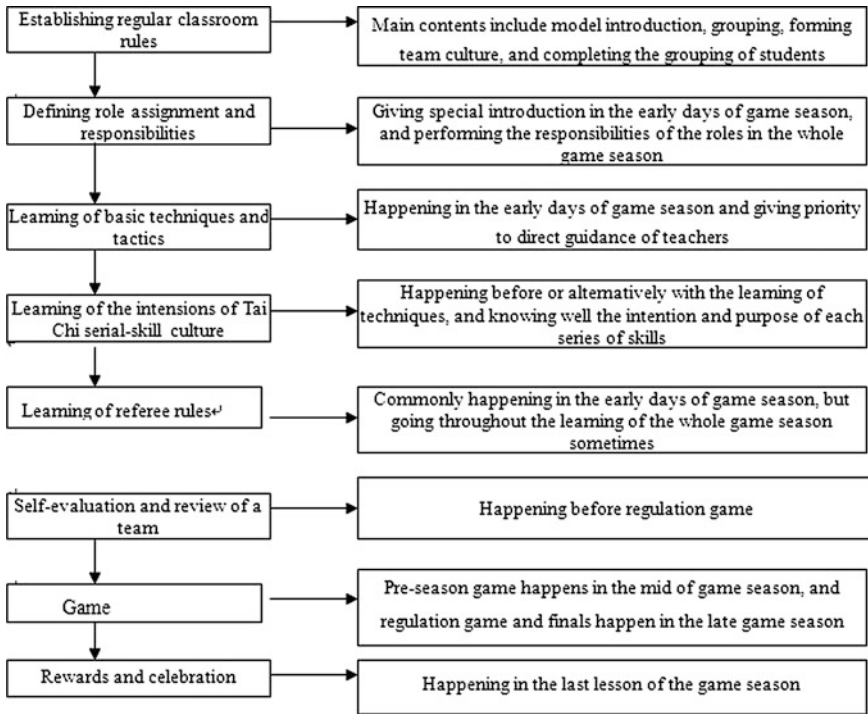 Establishing regular classroom
rules
Main contents include model introduction, grouping, forming
team culture, and completing the grouping of students
Defining role assignment and
responsibilities
Giving special introduction in the early days of game season,
and performing the responsibilities of the roles in the whole
game season
Learning of basic techniques and
tactics
Happening in the early days of game season and giving priority
to direct guidance of teachers
Learning of the intensions of Tai
Chi serial-skill culture
Happening before or alternatively with the learning of
techniques, and knowing well the intention and purpose of each
series of skills
Learning of referee rules↵
Commonly happening in the early days of game season, but
going throughout the learning of the whole game season
sometimes
Self-evaluation and review of a
team
Happening before regulation game
Game
Pre-season game happens in the mid of game season, and
regulation game and finals happen in the late game season
Rewards and celebration
Happening in the last lesson of the game season